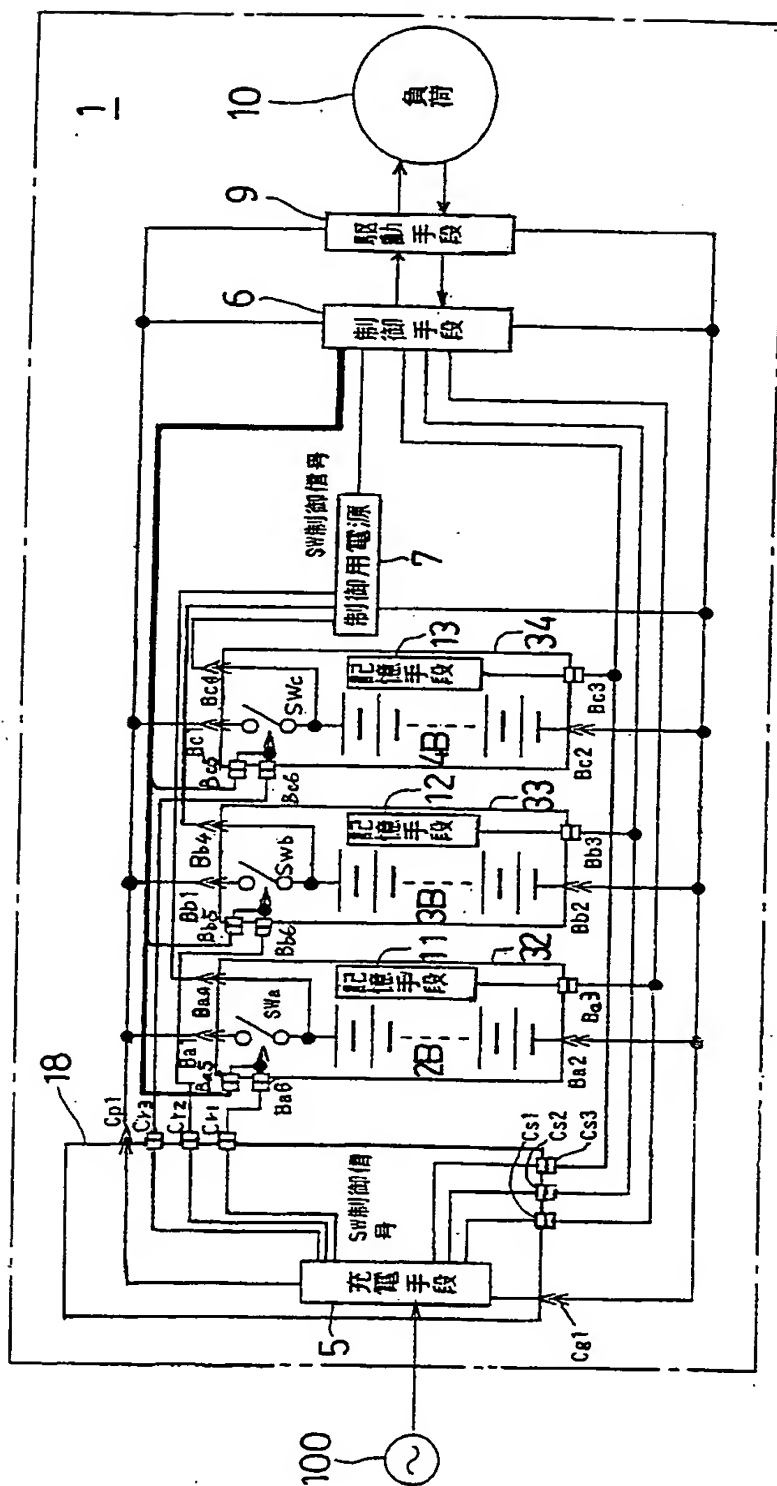 1
10
負荷
9
駆動手段
6
制御手段
SW制御信号
制御用電源
7
18
Cp1
Cr3
Cr2
Cr1
SW制御信号
充電手段
5
100
Cg1
Cs1
Cs2
Cs3
Ba1
Ba4
Ba5
Ba6
SWa
記憶手段
11
32
2B
Ba2
Ba3
Bb1
Bb4
Bb5
Bb6
SWb
記憶手段
12
33
3B
Bb2
Bb3
Bc1
Bc4
Bc5
Bc6
SWc
記憶手段
13
34
4B
Bc2
Bc3